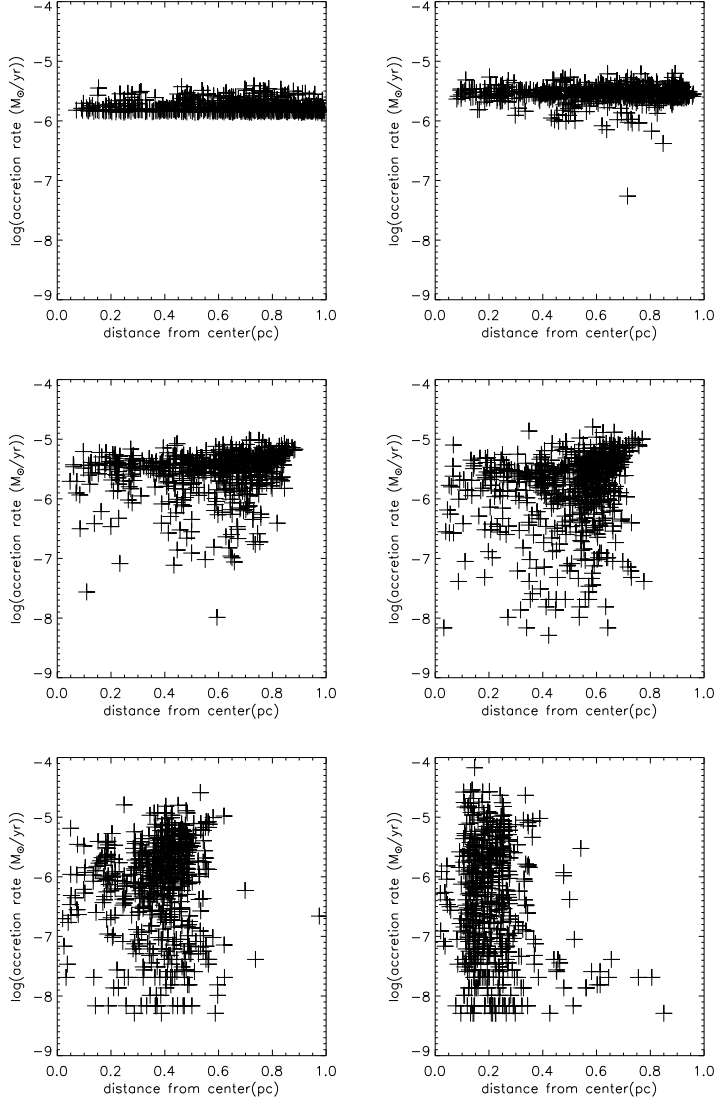 −4 −4
−5 −5
−6 −6
−7 −7
−8 −8
−9 −9
log(accretion rate (M☉/yr)) log(accretion rate (M☉/yr))
0.0 0.2 0.4 0.6 0.8 1.0 0.0 0.2 0.4 0.6 0.8 1.0
distance from center(pc) distance from center(pc)
−4 −4
−5 −5
−6 −6
−7 −7
−8 −8
−9 −9
log(accretion rate (M☉/yr)) log(accretion rate (M☉/yr))
0.0 0.2 0.4 0.6 0.8 1.0 0.0 0.2 0.4 0.6 0.8 1.0
distance from center(pc) distance from center(pc)
−4 −4
−5 −5
−6 −6
−7 −7
−8 −8
−9 −9
log(accretion rate (M☉/yr)) log(accretion rate (M☉/yr))
0.0 0.2 0.4 0.6 0.8 1.0 0.0 0.2 0.4 0.6 0.8 1.0
distance from center(pc) distance from center(pc)